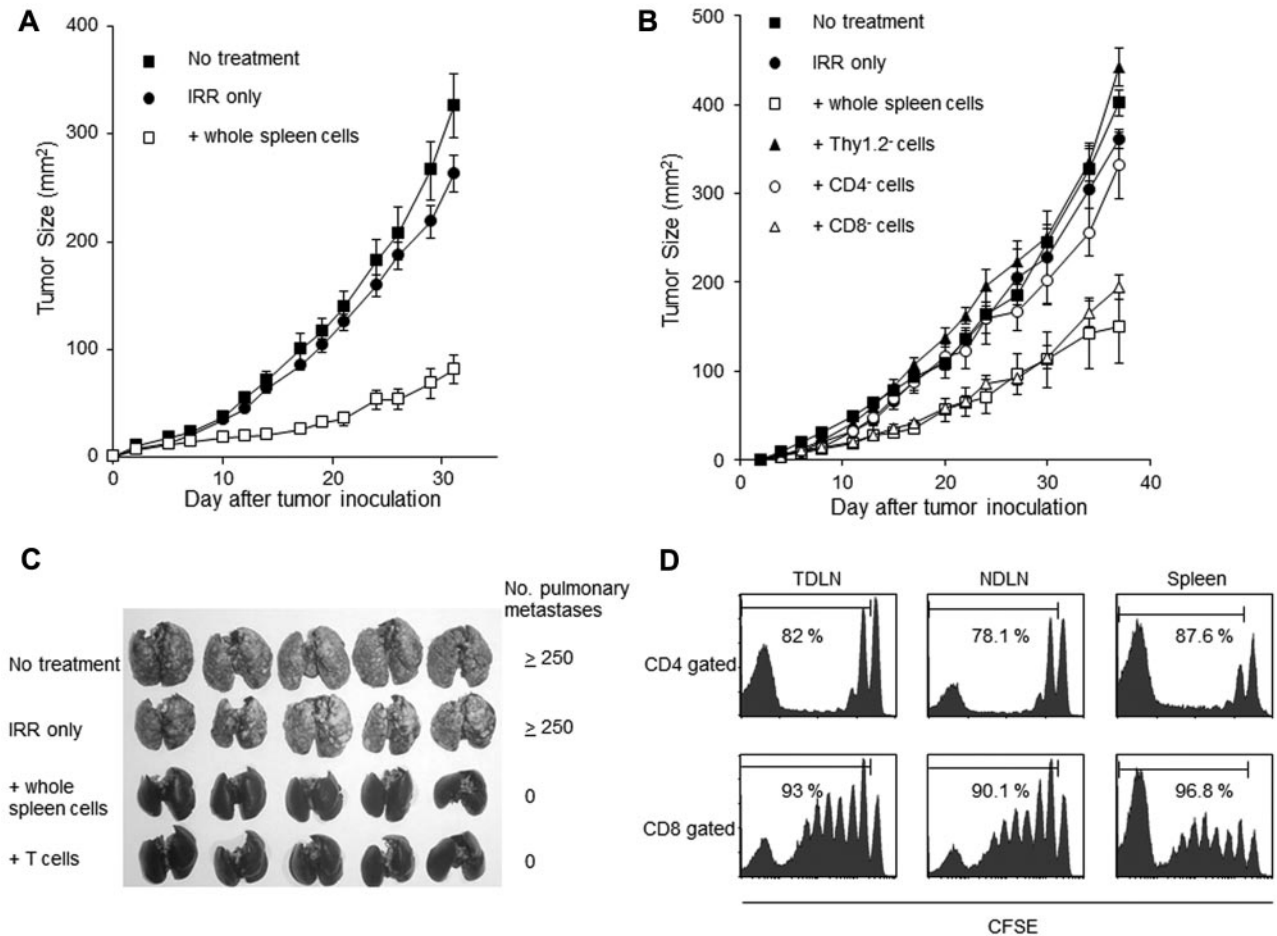 A
400
300
200
100
0
Tumor Size (mm²)
No treatment
IRR only
+ whole spleen cells
0
10
20
30
Day after tumor inoculation
B
500
400
300
200
100
0
Tumor Size (mm²)
No treatment
IRR only
+ whole spleen cells
+ Thy1.2⁻ cells
+ CD4⁻ cells
+ CD8⁻ cells
0
10
20
30
40
Day after tumor inoculation
C
No. pulmonary
metastases
No treatment
≥ 250
IRR only
≥ 250
+ whole
spleen cells
0
+ T cells
0
D
TDLN
NDLN
Spleen
CD4 gated
82 %
78.1 %
87.6 %
CD8 gated
93 %
90.1 %
96.8 %
CFSE